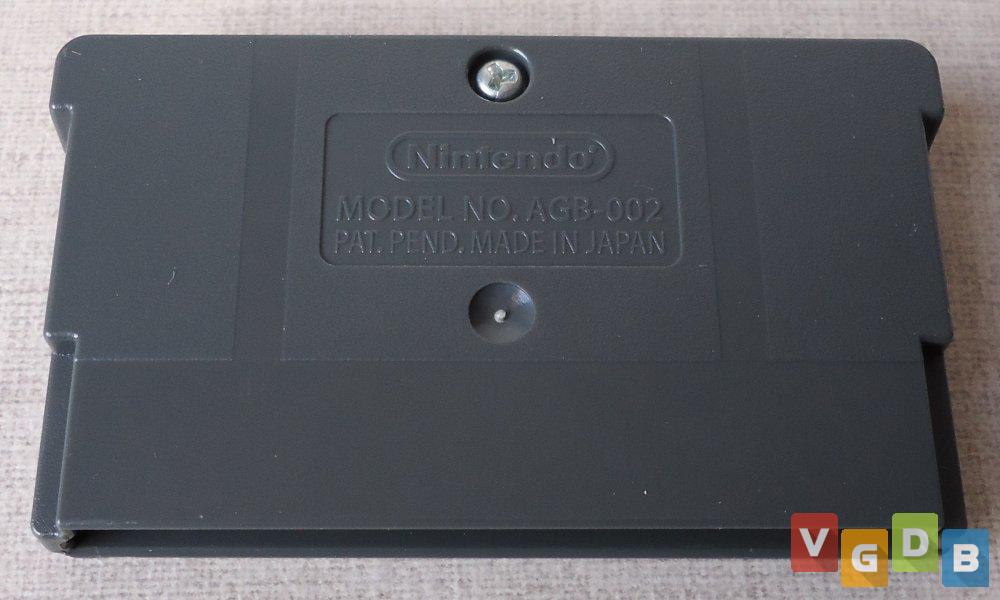 Nintendo
MODEL NO. AGB-002
PAT. PEND. MADE IN JAPAN
VGDB